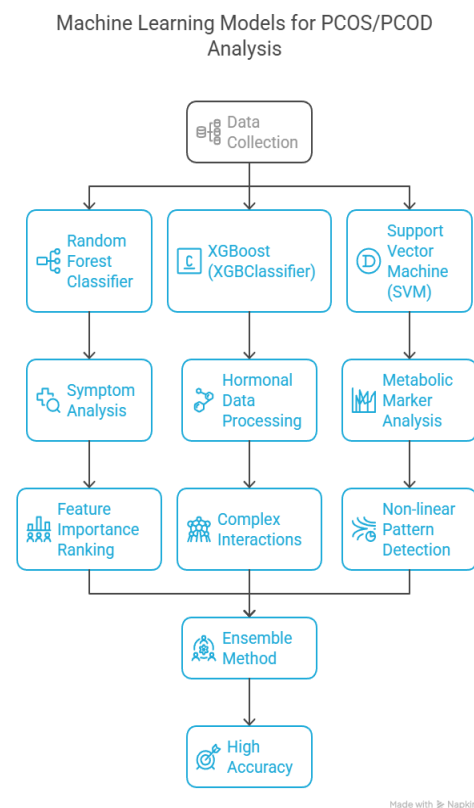 Machine Learning Models for PCOS/PCOD
Analysis
Data
Collection
Random
Forest
Classifier
XGBoost
(XGBClassifier)
Support
Vector
Machine
(SVM)
Symptom
Analysis
Hormonal
Data
Processing
Metabolic
Marker
Analysis
Feature
Importance
Ranking
Complex
Interactions
Non-linear
Pattern
Detection
Ensemble
Method
High
Accuracy
Made with